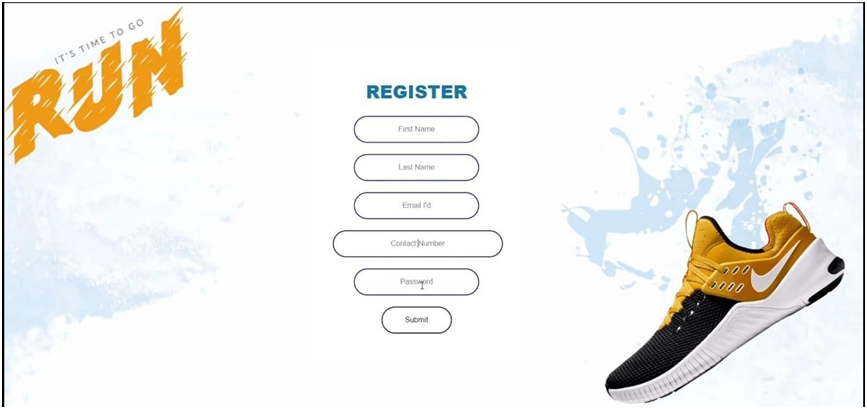 IT'S TIME TO GO
RUN
REGISTER
First Name
Last Name
Email I'd
Contact Number
Password
Submit